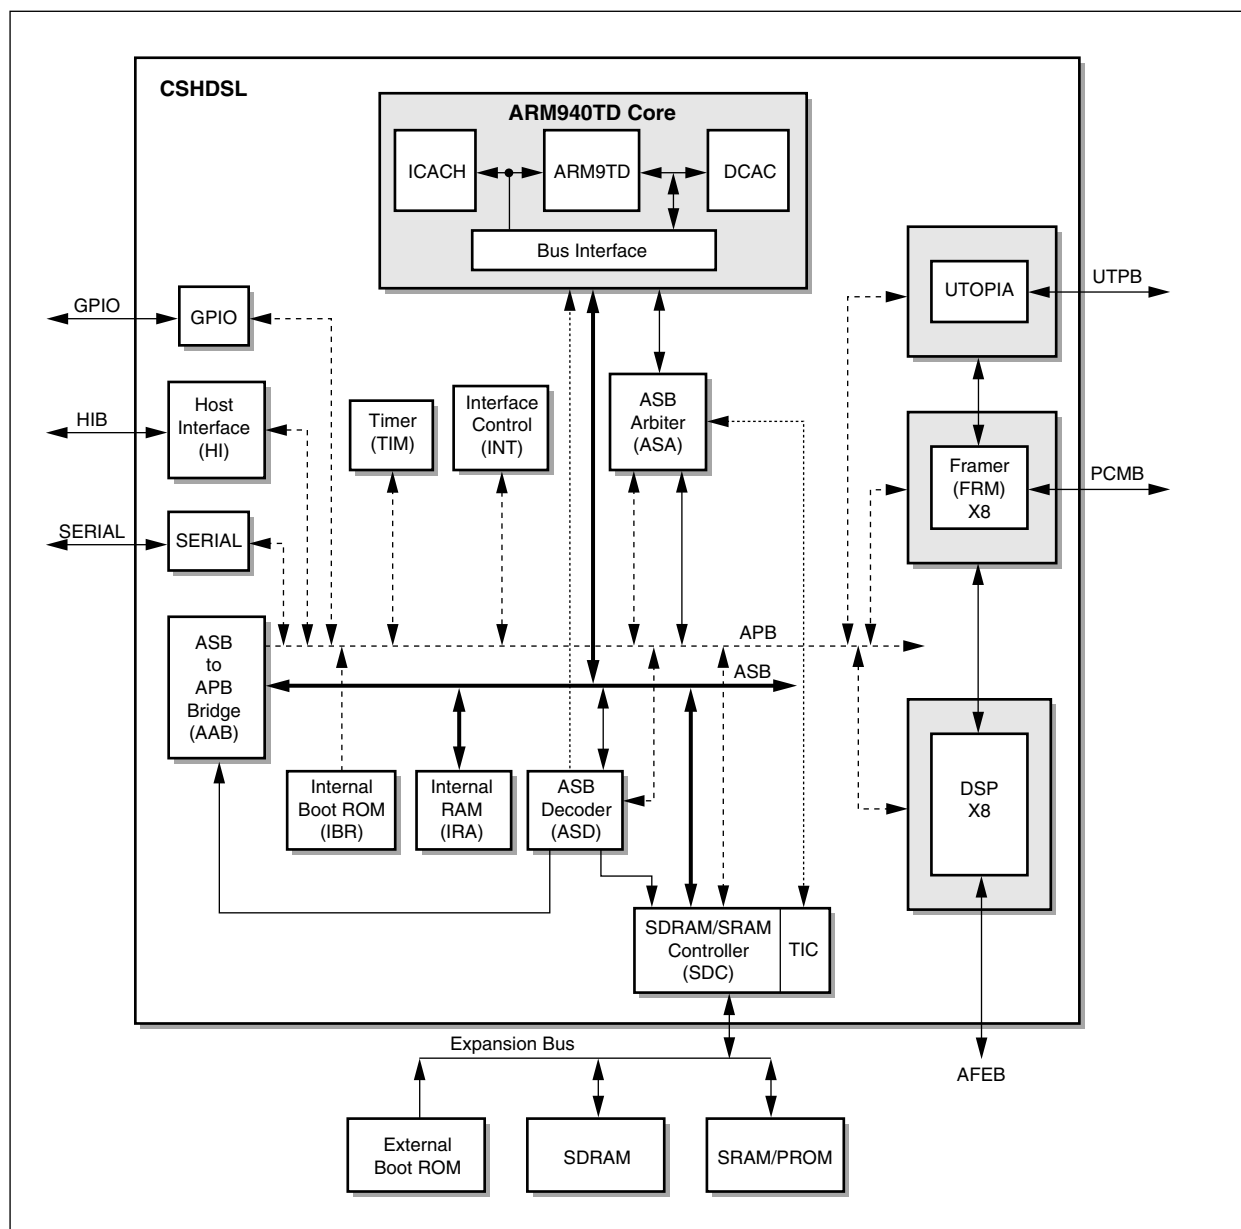 CSHDSL
ARM940TD Core
ICACH
ARM9TD
DCAC
Bus Interface
UTOPIA
UTPB
GPIO
GPIO
HIB
Host
Interface
(HI)
Timer
(TIM)
Interface
Control
(INT)
ASB
Arbiter
(ASA)
Framer
(FRM)
X8
PCMB
SERIAL
SERIAL
ASB
to
APB
Bridge
(AAB)
APB
ASB
Internal
Boot ROM
(IBR)
Internal
RAM
(IRA)
ASB
Decoder
(ASD)
DSP
X8
SDRAM/SRAM
Controller
(SDC)
TIC
Expansion Bus
AFEB
External
Boot ROM
SDRAM
SRAM/PROM